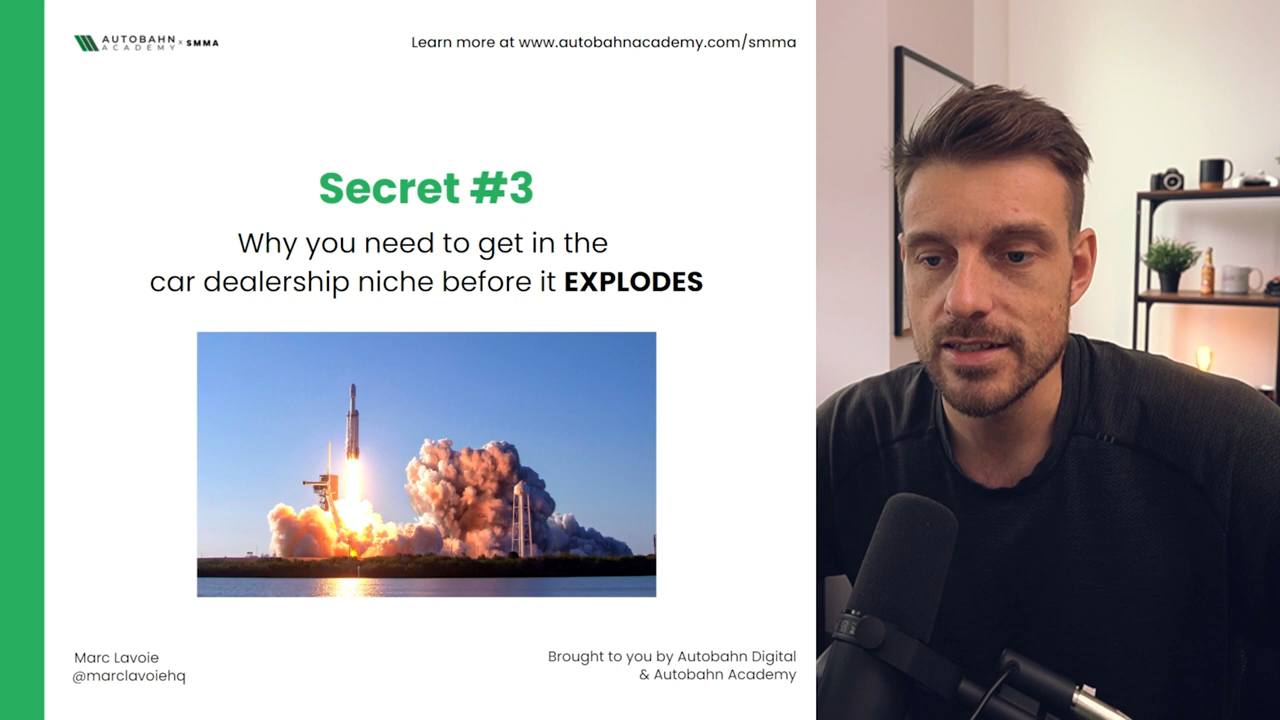 AUTOBAHN
ACADEMY × SMMA
Learn more at www.autobahnacademy.com/smma
Secret #3
Why you need to get in the
car dealership niche before it EXPLODES
Marc Lavoie
@marclavoiehq
Brought to you by Autobahn Digital
& Autobahn Academy